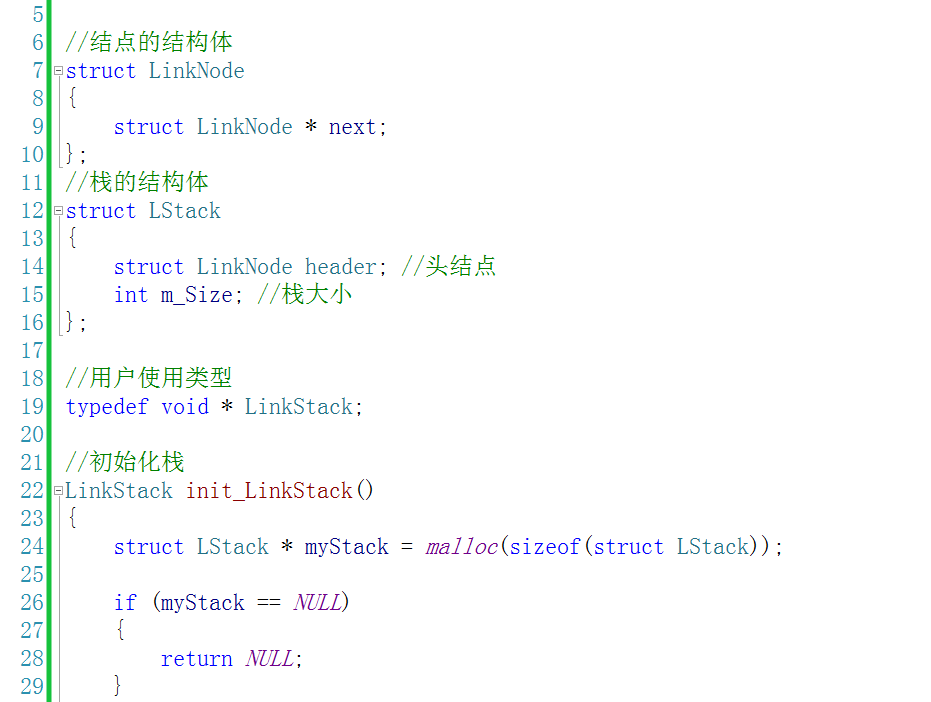 5
6 //结点的结构体
7 struct LinkNode
8 {
9     struct LinkNode * next;
10 };
11 //栈的结构体
12 struct LStack
13 {
14     struct LinkNode header; //头结点
15     int m_Size; //栈大小
16 };
17
18 //用户使用类型
19 typedef void * LinkStack;
20
21 //初始化栈
22 LinkStack init_LinkStack()
23 {
24     struct LStack * myStack = malloc(sizeof(struct LStack));
25
26     if (myStack == NULL)
27     {
28         return NULL;
29     }